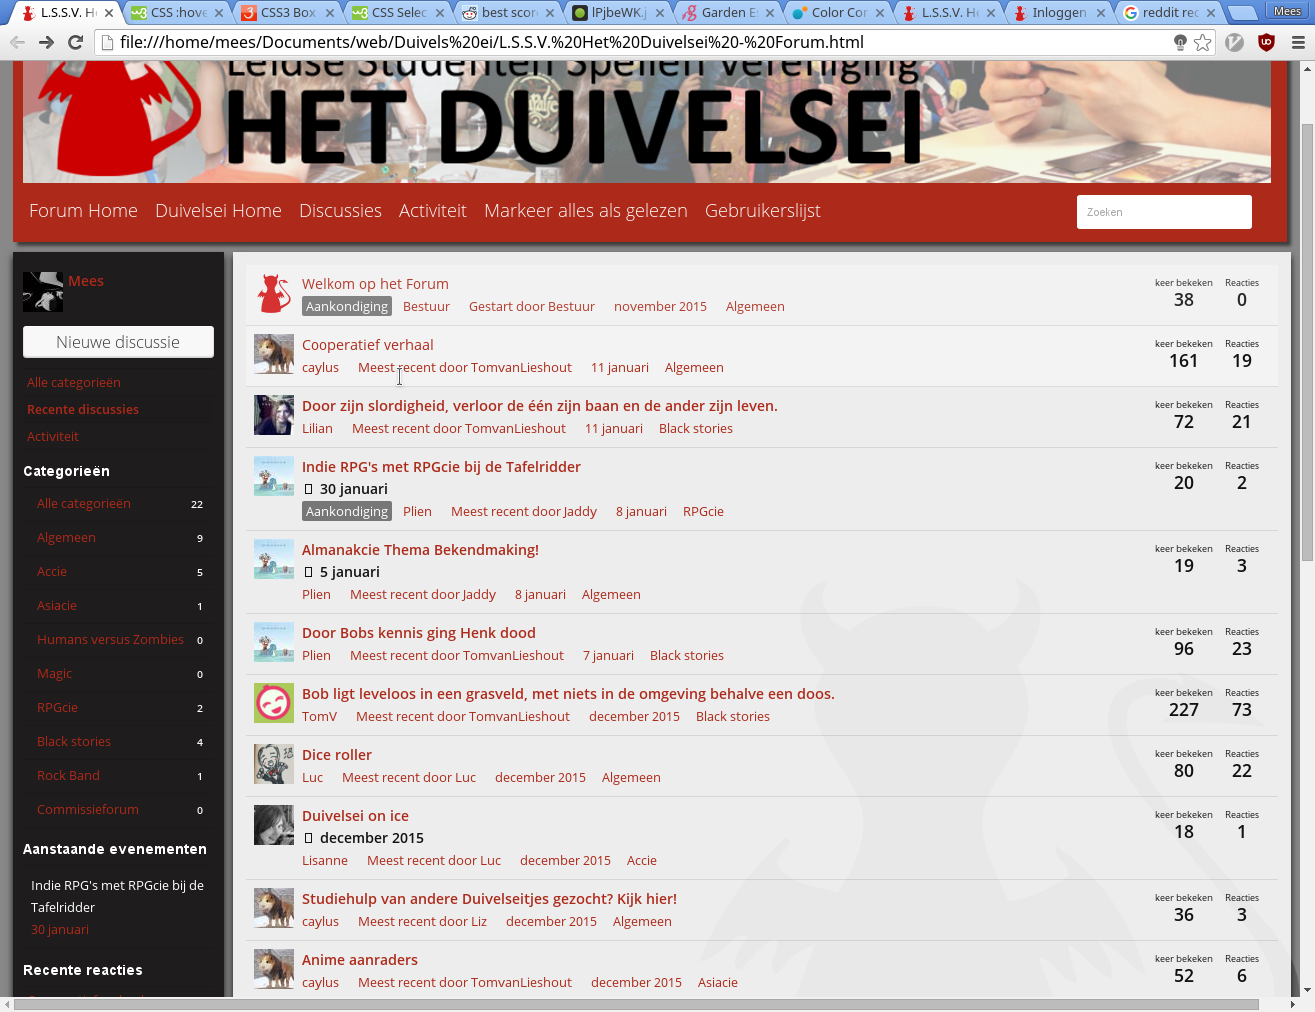 L.S.S.V. H
CSS :hove
CSS3 Box
CSS Selec
best scor
lPjbeWK.j
Garden E
Color Cor
L.S.S.V. H
Inloggen
reddit rec
Mees
file:///home/mees/Documents/web/Duivels%20ei/L.S.S.V.%20Het%20Duivelsei%20-%20Forum.html
Leidse Studenten Spellen Vereniging
HET DUIVELSEI
Forum Home Duivelsei Home Discussies Activiteit Markeer alles als gelezen Gebruikerslijst
Zoeken
Mees
Nieuwe discussie
Alle categorieën
Recente discussies
Activiteit
Categorieën
Alle categorieën 22
Algemeen 9
Accie 5
Asiacie 1
Humans versus Zombies 0
Magic 0
RPGcie 2
Black stories 4
Rock Band 1
Commissieforum 0
Aanstaande evenementen
Indie RPG's met RPGcie bij de
Tafelridder
30 januari
Recente reacties
Welkom op het Forum
Aankondiging Bestuur Gestart door Bestuur november 2015 Algemeen
keer bekeken Reacties
38 0
Cooperatief verhaal
caylus Meest recent door TomvanLieshout 11 januari Algemeen
keer bekeken Reacties
161 19
Door zijn slordigheid, verloor de één zijn baan en de ander zijn leven.
Lilian Meest recent door TomvanLieshout 11 januari Black stories
keer bekeken Reacties
72 21
Indie RPG's met RPGcie bij de Tafelridder
30 januari
Aankondiging Plien Meest recent door Jaddy 8 januari RPGcie
keer bekeken Reacties
20 2
Almanakcie Thema Bekendmaking!
5 januari
Plien Meest recent door Jaddy 8 januari Algemeen
keer bekeken Reacties
19 3
Door Bobs kennis ging Henk dood
Plien Meest recent door TomvanLieshout 7 januari Black stories
keer bekeken Reacties
96 23
Bob ligt leveloos in een grasveld, met niets in de omgeving behalve een doos.
TomV Meest recent door TomvanLieshout december 2015 Black stories
keer bekeken Reacties
227 73
Dice roller
Luc Meest recent door Luc december 2015 Algemeen
keer bekeken Reacties
80 22
Duivelsei on ice
december 2015
Lisanne Meest recent door Luc december 2015 Accie
keer bekeken Reacties
18 1
Studiehulp van andere Duivelseitjes gezocht? Kijk hier!
caylus Meest recent door Liz december 2015 Algemeen
keer bekeken Reacties
36 3
Anime aanraders
caylus Meest recent door TomvanLieshout december 2015 Asiacie
keer bekeken Reacties
52 6